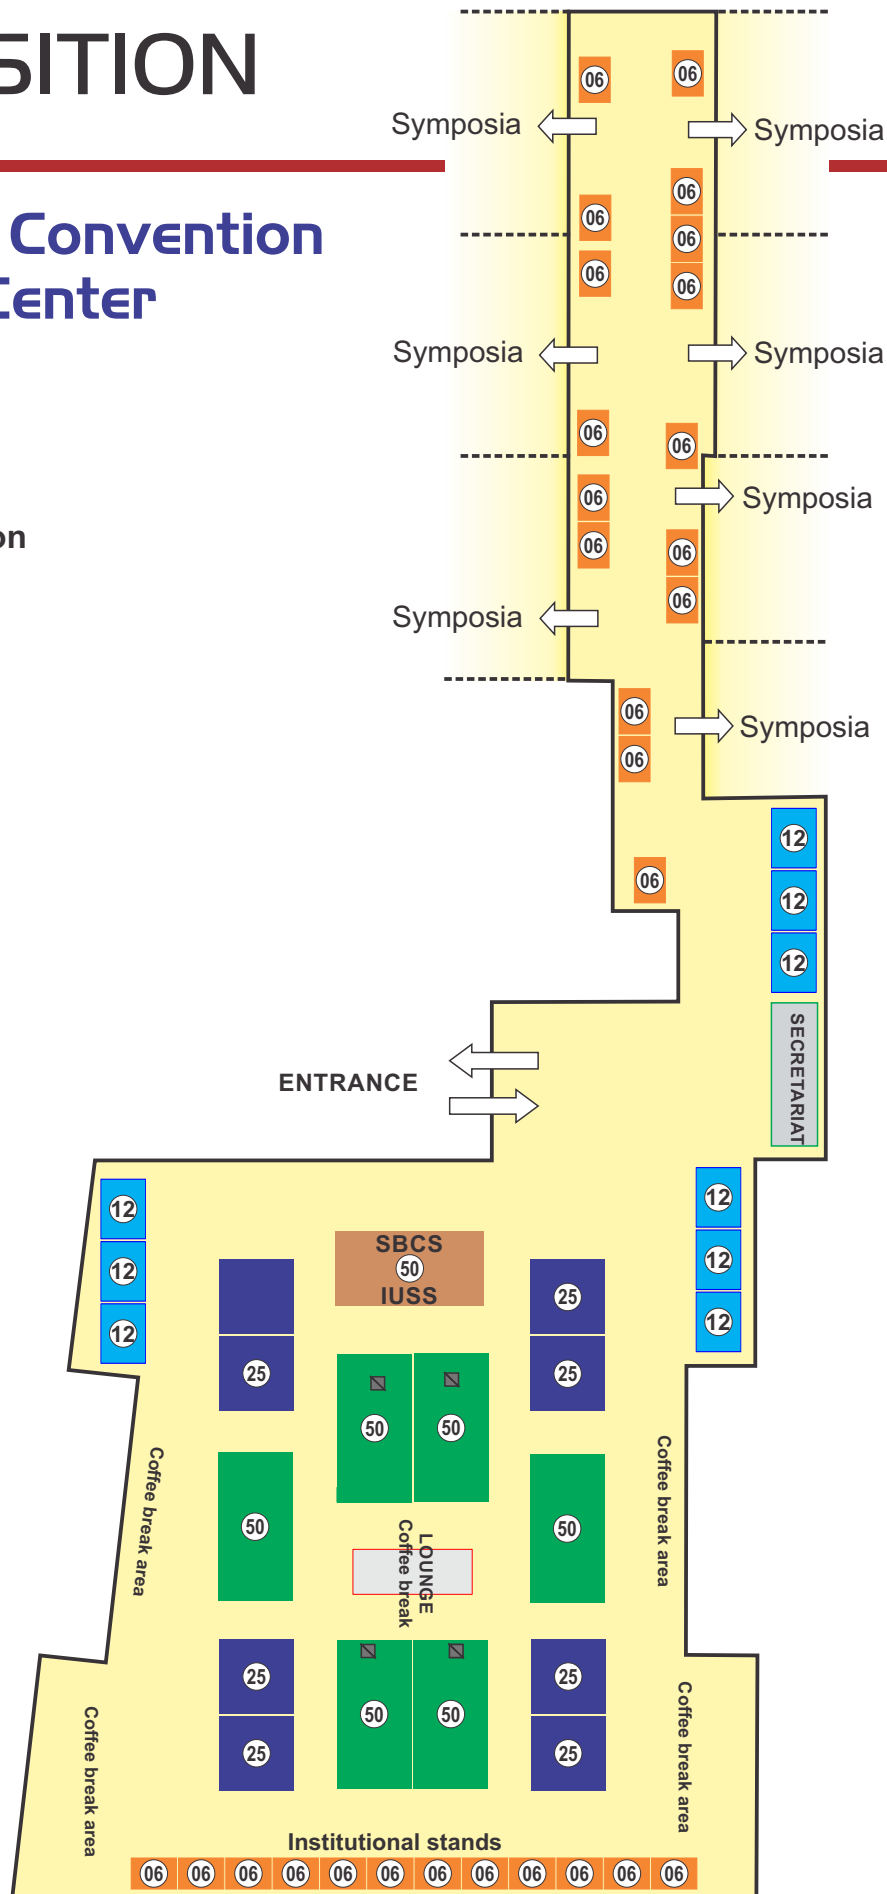 SITION
06 06
Symposia Symposia
06
06 06
Convention
Center
06 06
Symposia Symposia
06 06
06 Symposia
on
06 06
06
Symposia
06
Symposia
06
12
06
12
12
SECRETARIAT
ENTRANCE
12 12
SBCS
50
IUSS
12 12
25
12 12
25 25
50 50
Coffee break area
Coffee break area
50 50
LOUNGE
Coffee break
25 25
50 50
25 25
Coffee break area
Coffee break area
Institutional stands
06 06 06 06 06 06 06 06 06 06 06 06